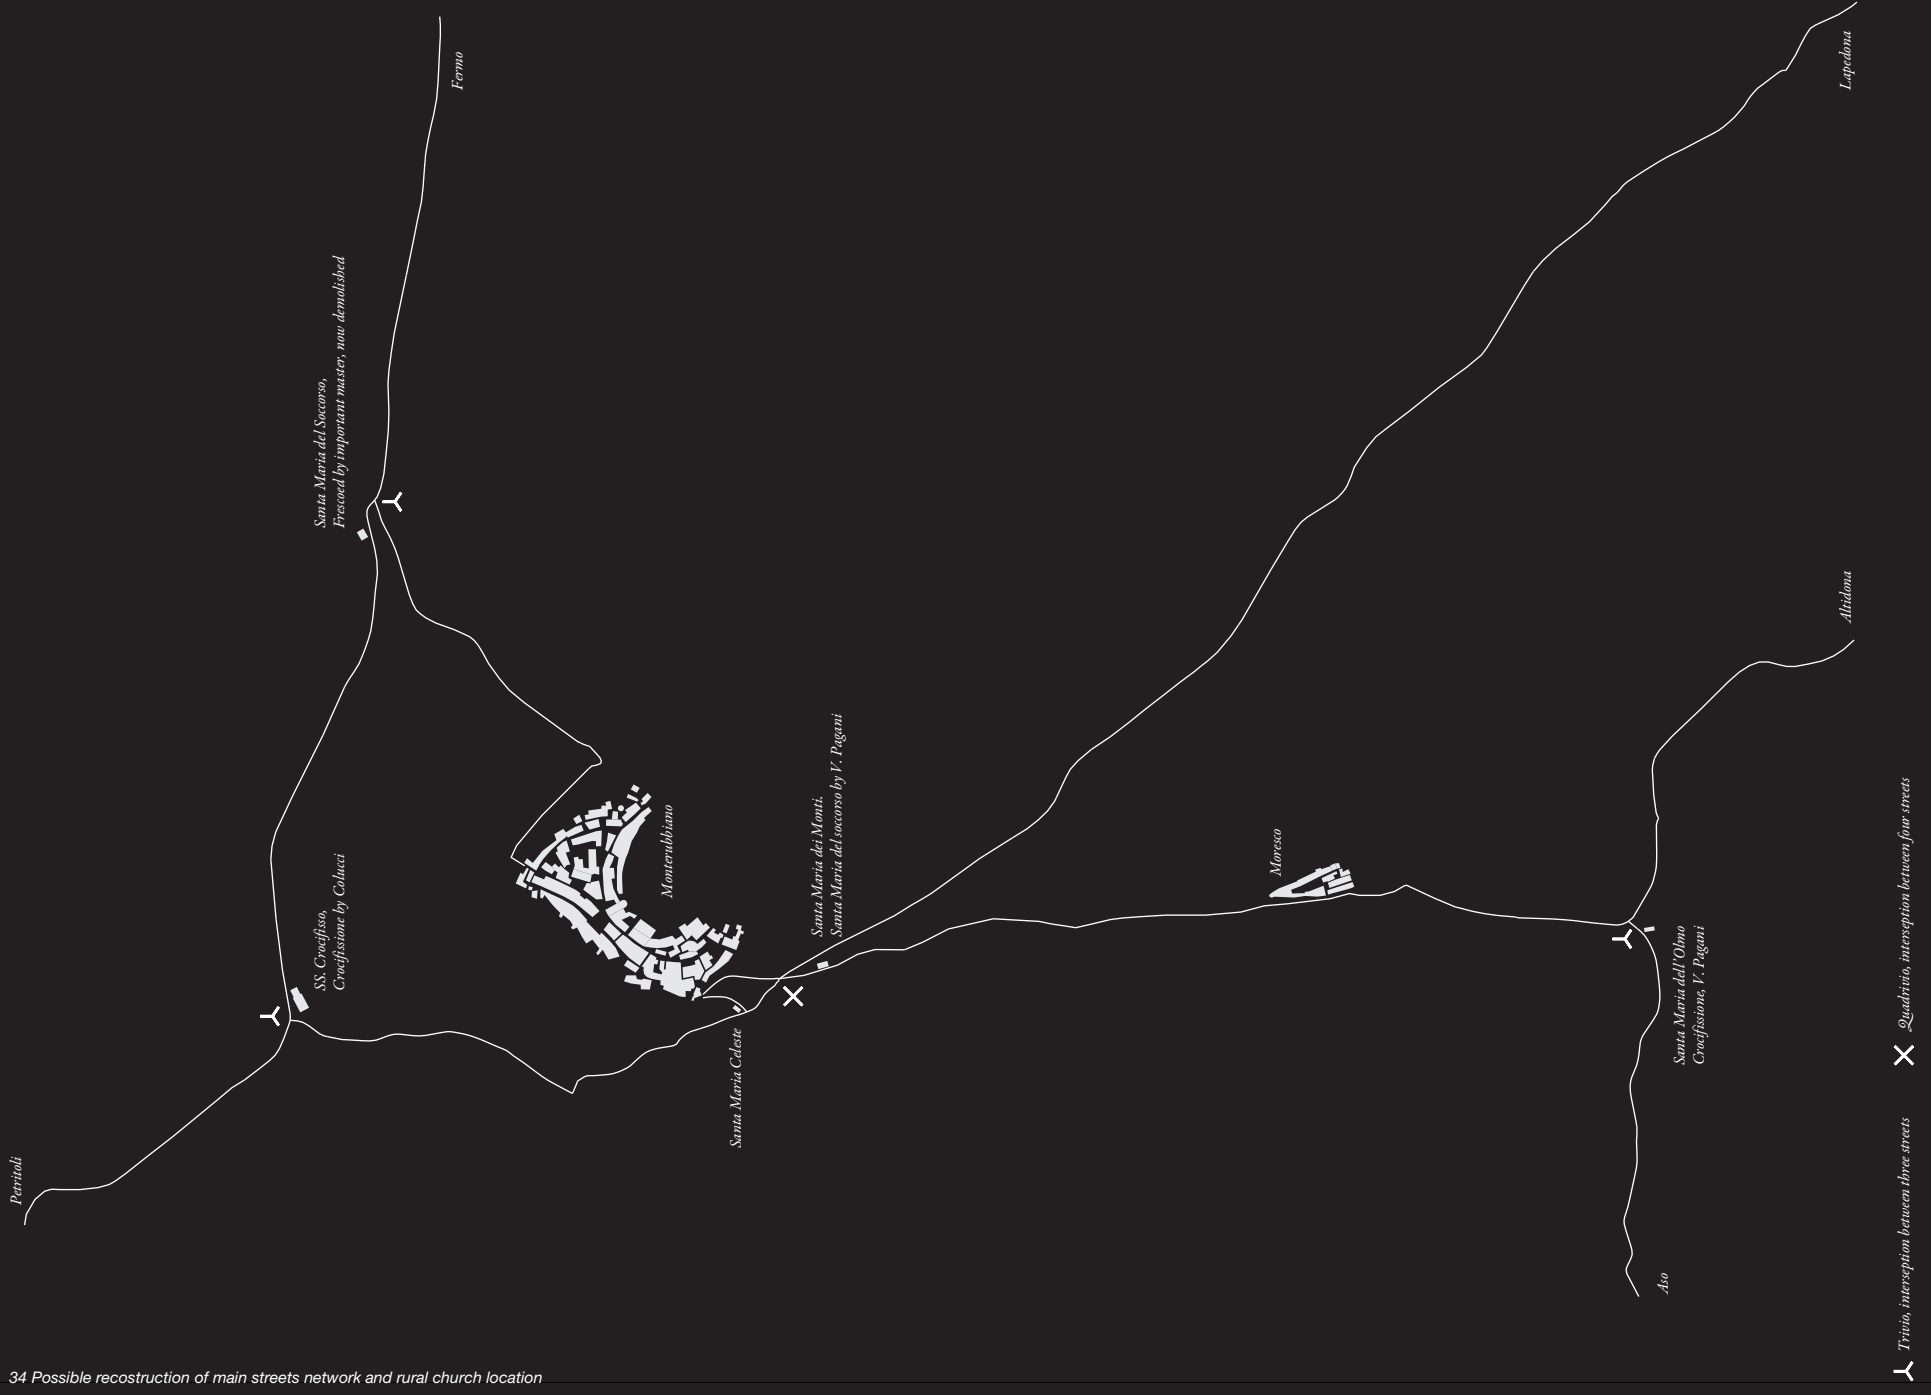 Fermo
Lapedona
Santa Maria del Soccorso,
Frescoed by important master, now demolished
Altidona
Monterubbiano
Santa Maria dei Monti.
Santa Maria del soccorso by V. Pagani
Moresco
SS. Crocifisso,
Crocifissione by Colucci
Santa Maria dell'Olmo
Crocifissione, V. Pagani
Santa Maria Celeste
Petritoli
Aso
Quadrivio, interseption between four streets
Trivio, interseption between three streets
34 Possible recostruction of main streets network and rural church location